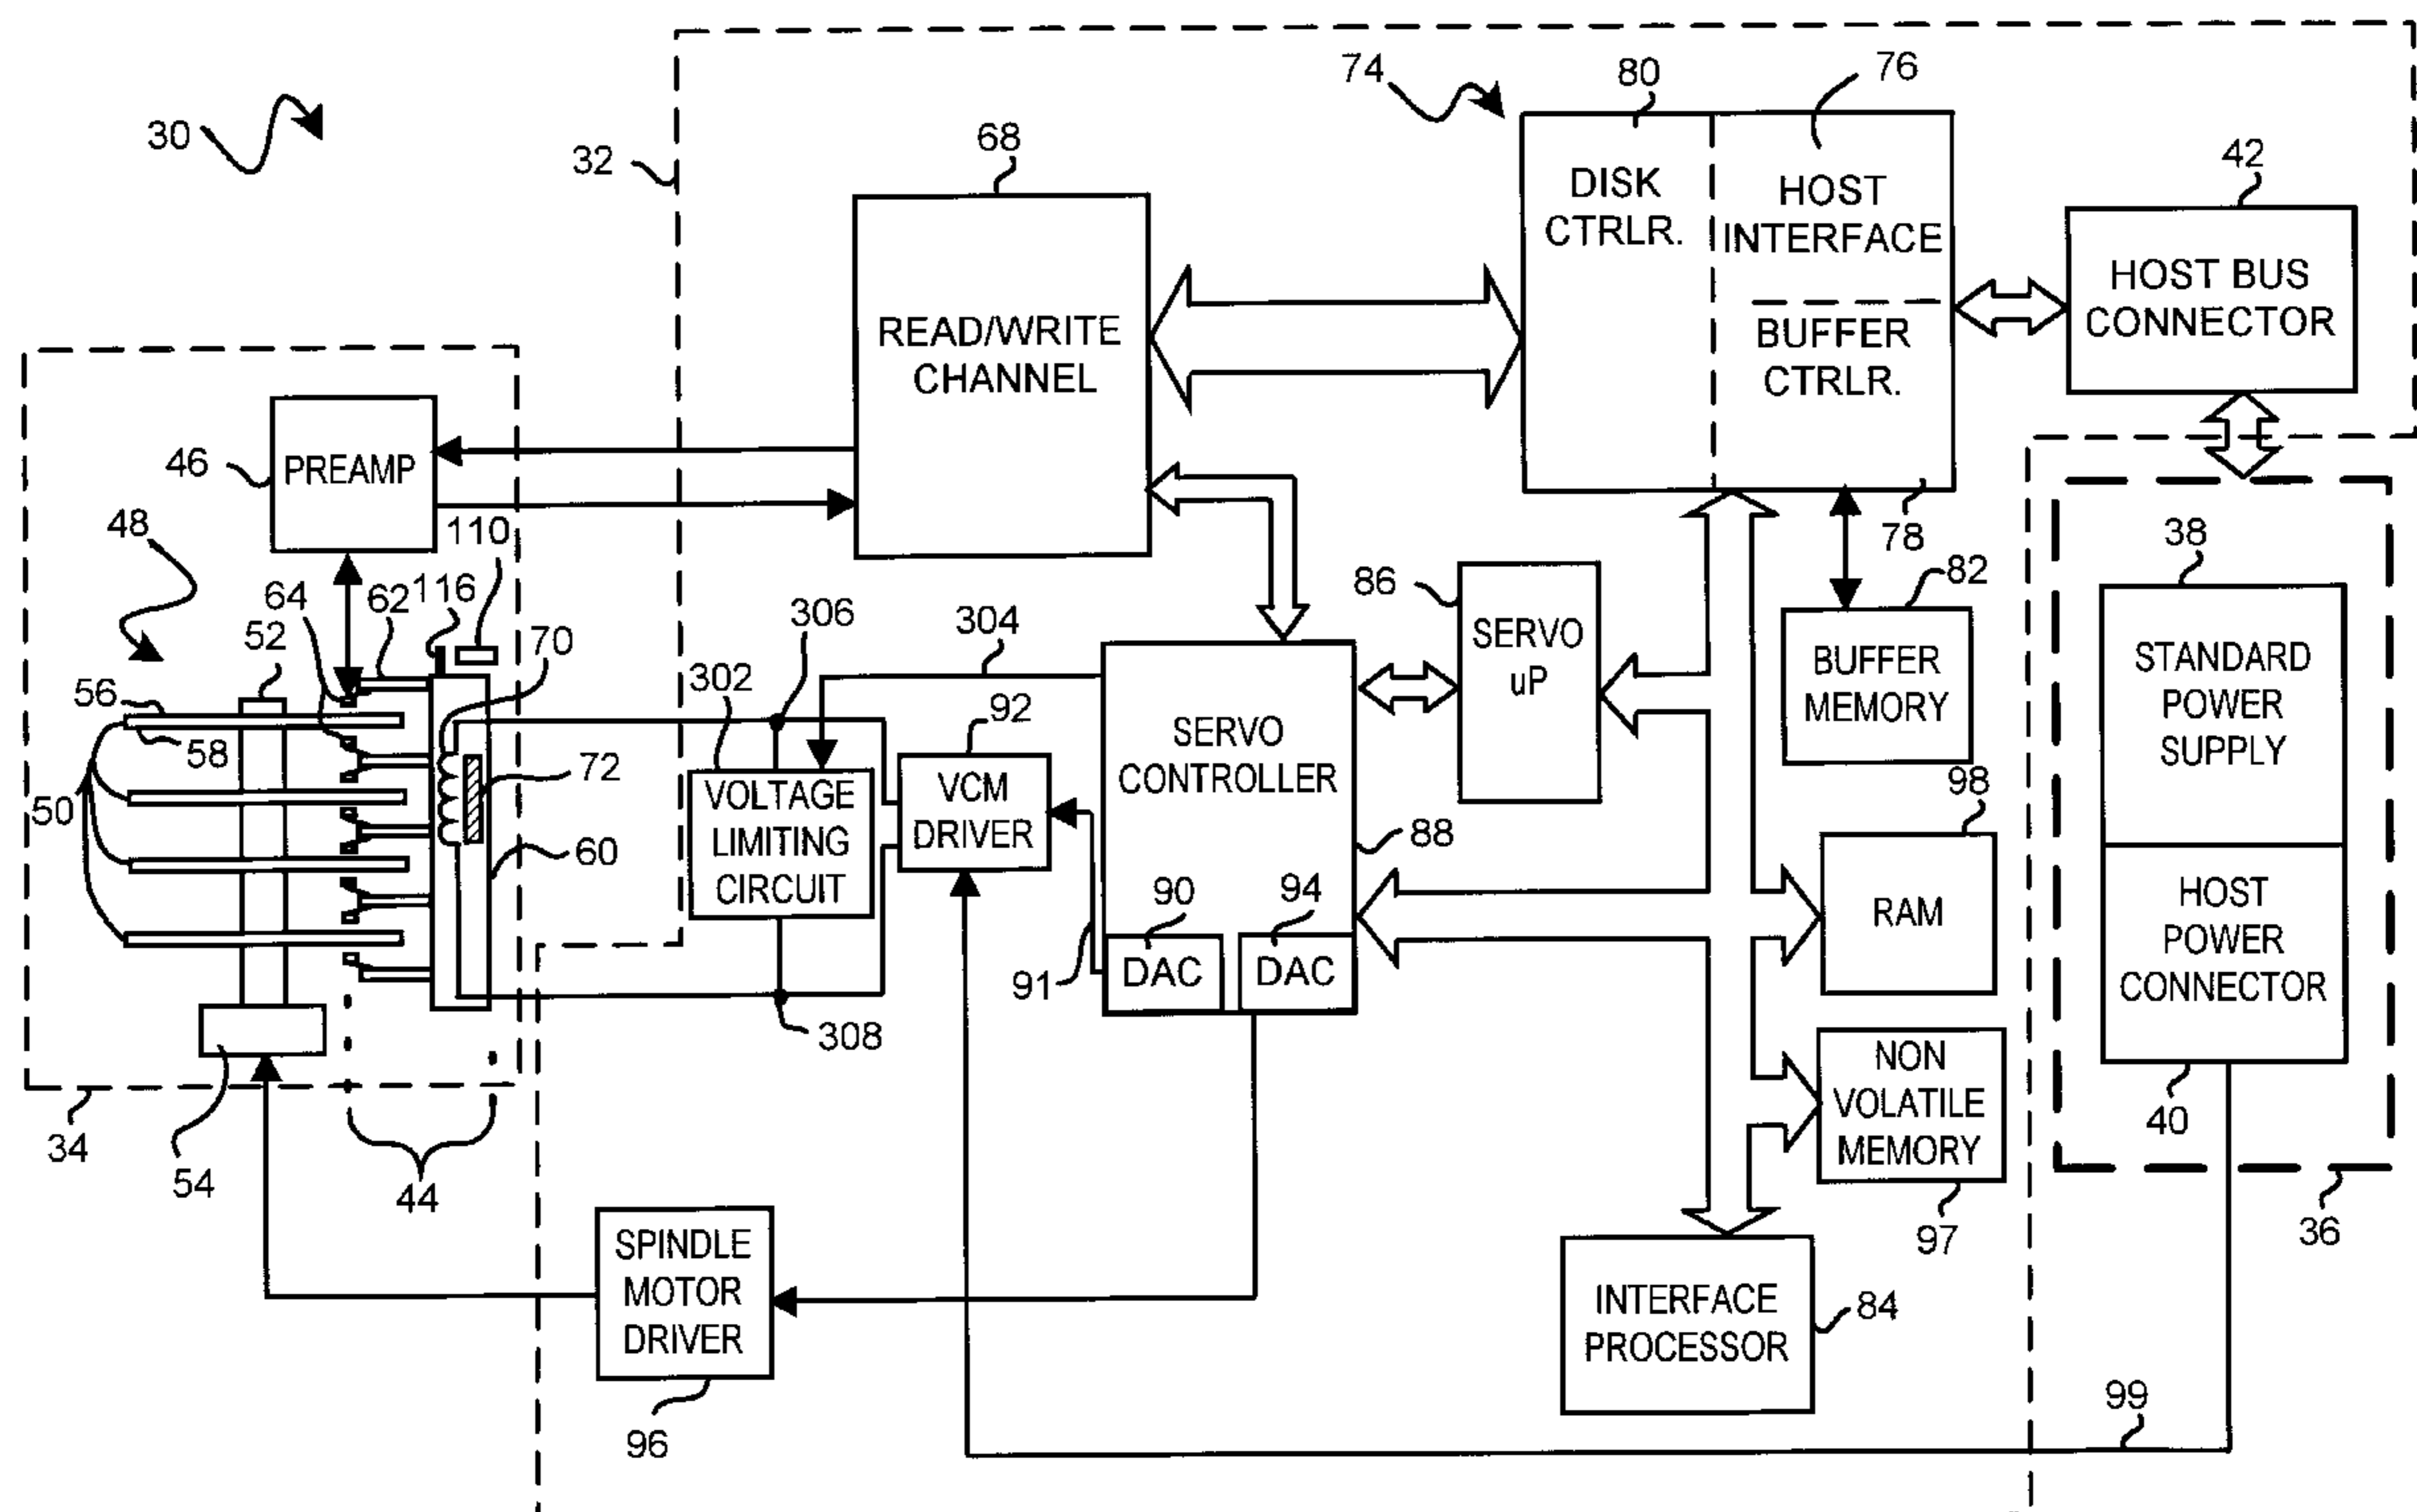 30
32
74
80
76
68
42
DISK
CTRLR.
HOST
INTERFACE
BUFFER
CTRLR.
HOST BUS
CONNECTOR
READ/WRITE
CHANNEL
46
PREAMP
48
110
78
38
64
62
116
52
70
306
304
86
SERVO
uP
82
BUFFER
MEMORY
STANDARD
POWER
SUPPLY
56
58
302
92
72
50
60
VOLTAGE
LIMITING
CIRCUIT
VCM
DRIVER
SERVO
CONTROLLER
88
98
RAM
90
94
DAC
DAC
91
HOST
POWER
CONNECTOR
308
NON
VOLATILE
MEMORY
40
34
54
44
36
97
SPINDLE
MOTOR
DRIVER
96
INTERFACE
PROCESSOR
84
99